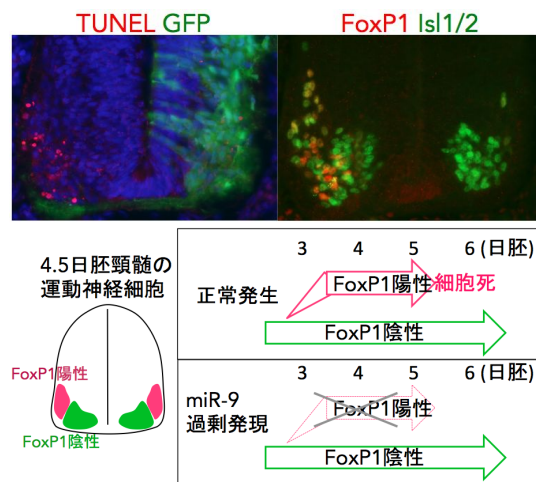 TUNEL GFP
FoxP1 Isl1/2
4.5日胚頸髄の
運動神経細胞
FoxP1陽性
FoxP1陰性
3 4 5 6 (日胚)
正常発生
FoxP1陽性 細胞死
FoxP1陰性
3 4 5 6 (日胚)
miR-9
過剰発現
FoxP1陽性
FoxP1陰性